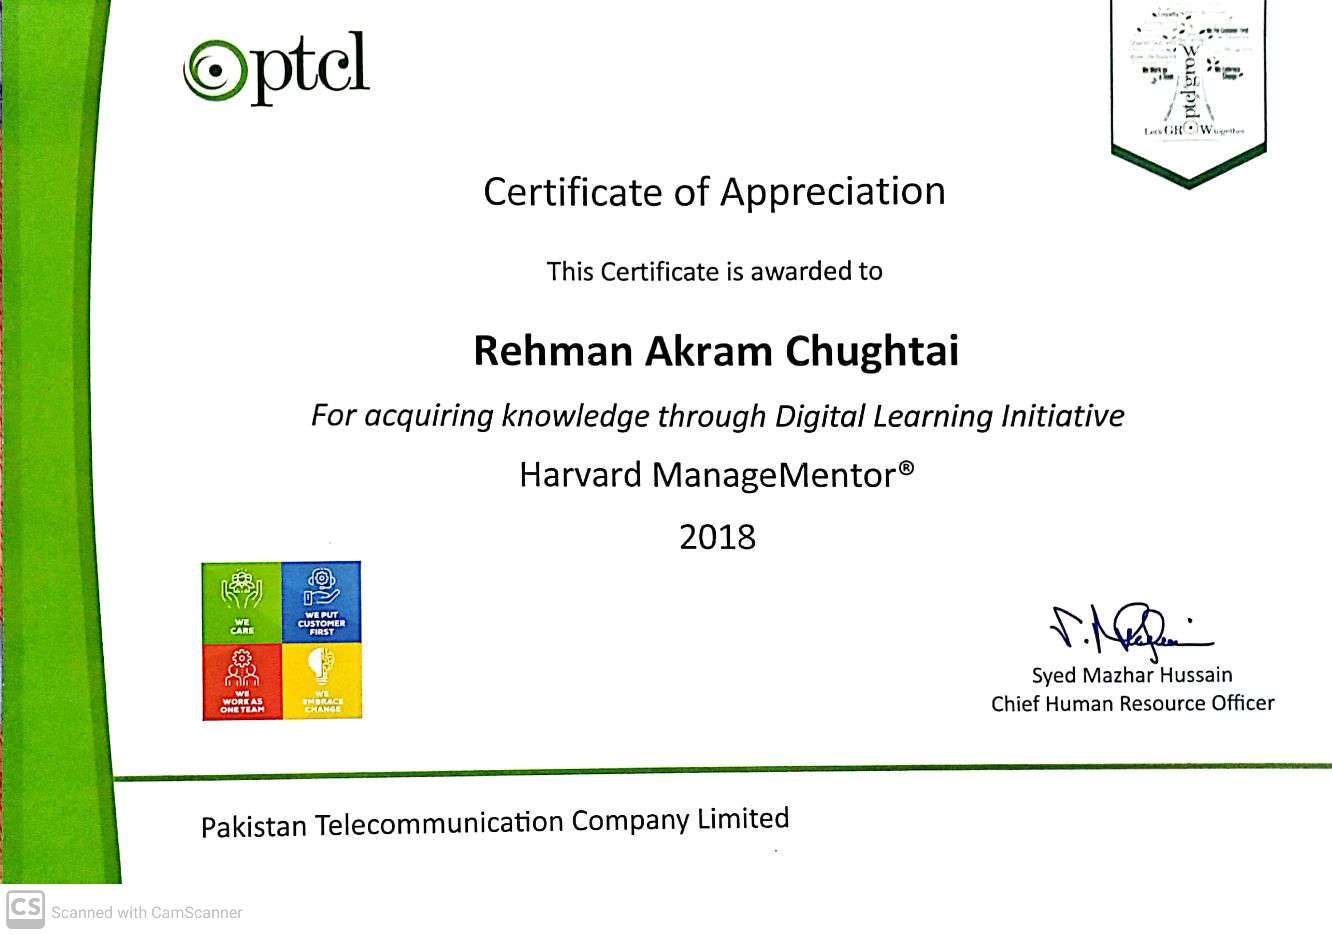 ptcl
ptcl grow
Let's GROW together
Certificate of Appreciation
This Certificate is awarded to
Rehman Akram Chughtai
For acquiring knowledge through Digital Learning Initiative
Harvard ManageMentor®
2018
WE
CARE
WE PUT
CUSTOMER
FIRST
WE
WORK AS
ONE TEAM
WE
EMBRACE
CHANGE
Syed Mazhar Hussain
Chief Human Resource Officer
Pakistan Telecommunication Company Limited
CS Scanned with CamScanner